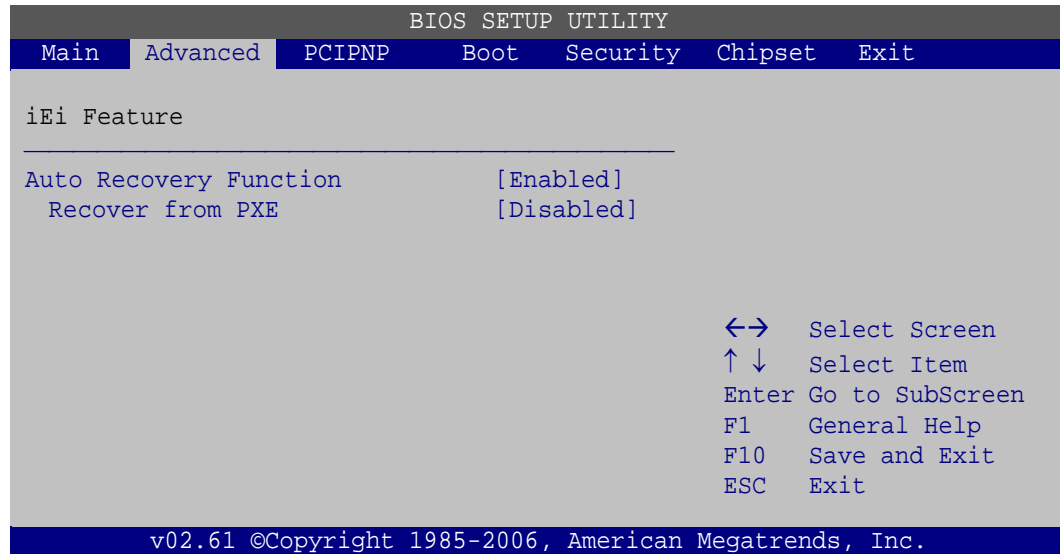 BIOS SETUP UTILITY
Main Advanced PCIPNP Boot Security Chipset Exit
iEi Feature
Auto Recovery Function [Enabled]
Recover from PXE [Disabled]
←→ Select Screen
↑ ↓ Select Item
Enter Go to SubScreen
F1 General Help
F10 Save and Exit
ESC Exit
v02.61 ©Copyright 1985-2006, American Megatrends, Inc.